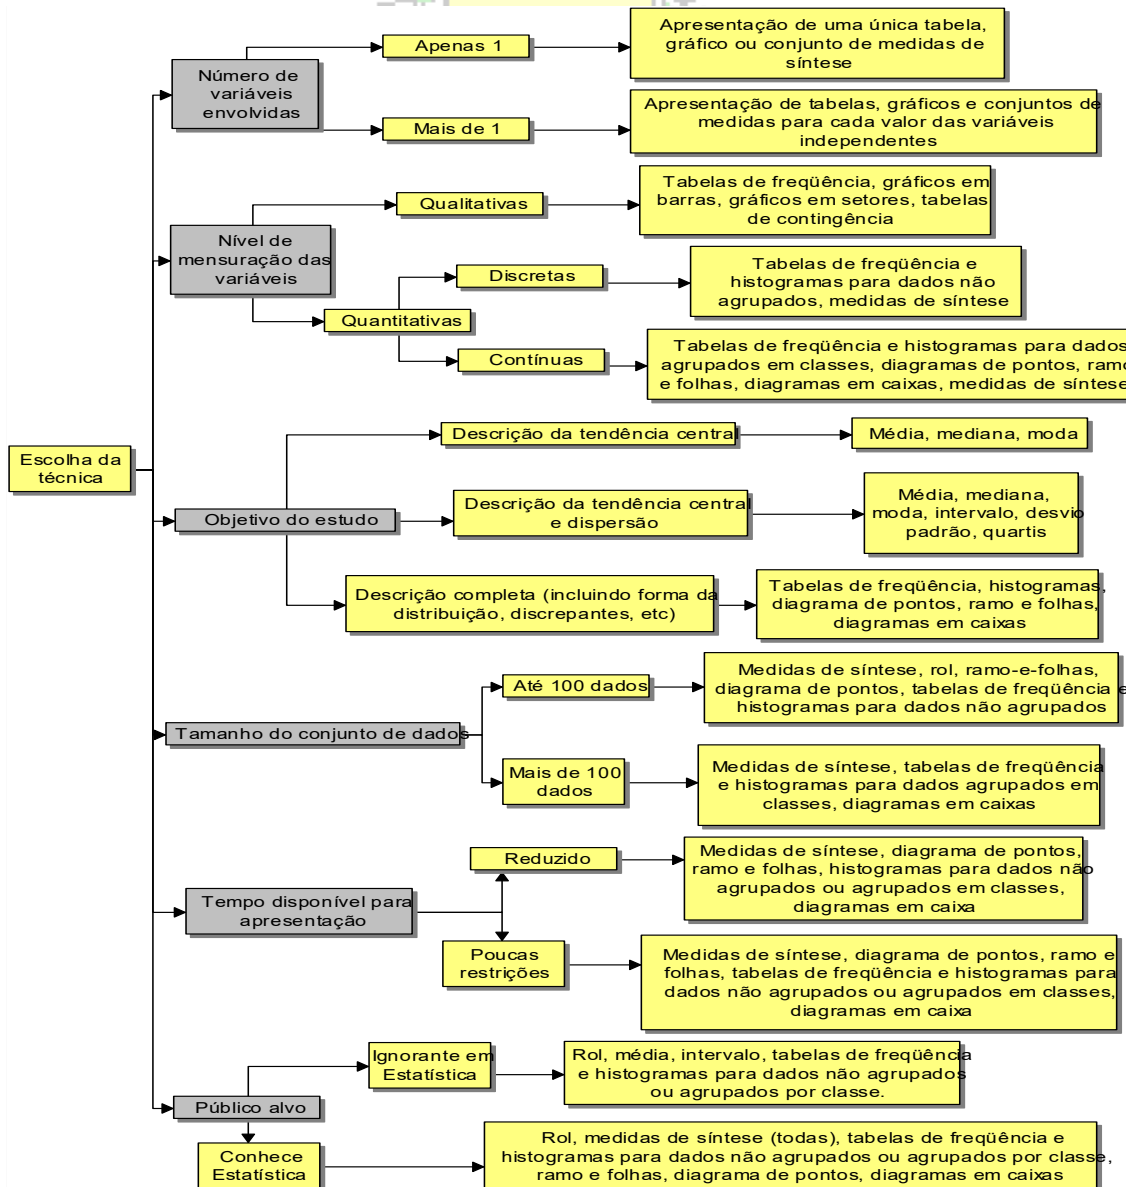 Apenas 1
Apresentação de uma única tabela,
gráfico ou conjunto de medidas de
síntese
Número de
variáveis
envolvidas
Mais de 1
Apresentação de tabelas, gráficos e conjuntos de
medidas para cada valor das variáveis
independentes
Qualitativas
Tabelas de freqüência, gráficos em
barras, gráficos em setores, tabelas
de contingência
Nível de
mensuração das
variáveis
Discretas
Tabelas de freqüência e
histogramas para dados não
agrupados, medidas de síntese
Quantitativas
Contínuas
Tabelas de freqüência e histogramas para dados
agrupados em classes, diagramas de pontos, ramo
e folhas, diagramas em caixas, medidas de síntese
Escolha da
técnica
Descrição da tendência central
Média, mediana, moda
Objetivo do estudo
Descrição da tendência central
e dispersão
Média, mediana,
moda, intervalo, desvio
padrão, quartis
Descrição completa (incluindo forma da
distribuição, discrepantes, etc)
Tabelas de freqüência, histogramas,
diagrama de pontos, ramo e folhas,
diagramas em caixas
Tamanho do conjunto de dados
Até 100 dados
Medidas de síntese, rol, ramo-e-folhas,
diagrama de pontos, tabelas de freqüência e
histogramas para dados não agrupados
Mais de 100
dados
Medidas de síntese, tabelas de freqüência
e histogramas para dados agrupados em
classes, diagramas em caixas
Tempo disponível para
apresentação
Reduzido
Medidas de síntese, diagrama de pontos,
ramo e folhas, histogramas para dados não
agrupados ou agrupados em classes,
diagramas em caixa
Poucas
restrições
Medidas de síntese, diagrama de pontos, ramo e
folhas, tabelas de freqüência e histogramas para
dados não agrupados ou agrupados em classes,
diagramas em caixa
Público alvo
Ignorante em
Estatística
Rol, média, intervalo, tabelas de freqüência
e histogramas para dados não agrupados
ou agrupados por classe.
Conhece
Estatística
Rol, medidas de síntese (todas), tabelas de freqüência e
histogramas para dados não agrupados ou agrupados por classe,
ramo e folhas, diagrama de pontos, diagramas em caixas